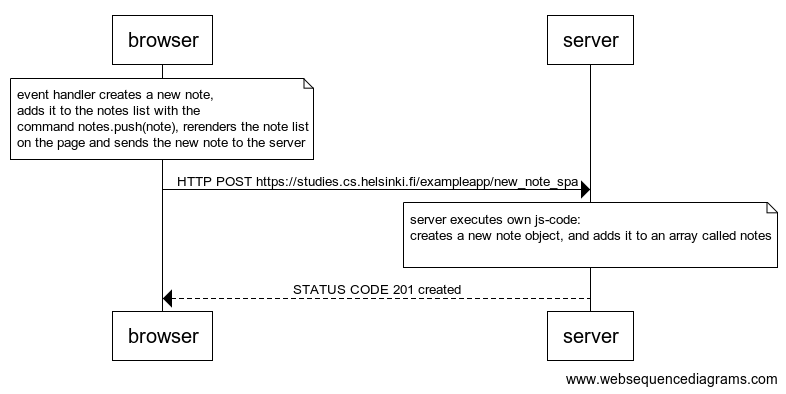 browser
server
event handler creates a new note,
adds it to the notes list with the
command notes.push(note), rerenders the note list
on the page and sends the new note to the server
HTTP POST https://studies.cs.helsinki.fi/exampleapp/new_note_spa
server executes own js-code:
creates a new note object, and adds it to an array called notes
STATUS CODE 201 created
browser
server
www.websequencediagrams.com